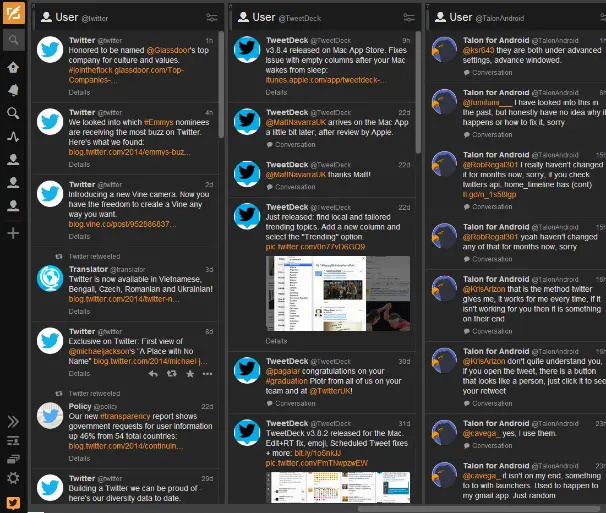 User @twitter
Twitter @twitter 1h
Honored to be named @Glassdoor's top
company for culture and values.
#jointheflock glassdoor.com/Top-
Companies-...
Details
Twitter @twitter 4h
We looked into which #Emmys nominees
are receiving the most buzz on Twitter.
Here's what we found:
blog.twitter.com/2014/emmys-buz...
Details
Twitter @twitter 2d
Introducing a new Vine camera. Now you
have the freedom to create a Vine any
way you want.
blog.vine.co/post/952886837...
Details
Twitter retweeted
Translator @translator 3d
Twitter is now available in Vietnamese,
Bengali, Czech, Romanian and Ukrainian!
blog.twitter.com/2014/twitter-n...
Details
Twitter @twitter 8d
Exclusive on Twitter: First view of
@michaeljackson's "A Place with No
Name" blog.twitter.com/2014/michael-j...
Details
Twitter retweeted
Policy @policy 22d
Our new #transparency report shows
government requests for user information
up 46% from 54 total countries:
blog.twitter.com/2014/continuin...
Details
Twitter @twitter 29d
Building a Twitter we can be proud of -
here's our diversity data to date.
User @TweetDeck
TweetDeck @TweetDeck 9h
v3.8.4 released on Mac App Store. Fixes
issue with empty columns after your Mac
wakes from sleep:
itunes.apple.com/app/tweetdeck-...
Details
TweetDeck @TweetDeck 22d
@MattNavarraUK arrives on the Mac App
a little bit later, after review by Apple.
Conversation
TweetDeck @TweetDeck 22d
@MattNavarraUK thanks Matt!
Conversation
TweetDeck @TweetDeck 22d
Just released: find local and tailored
trending topics. Add a new column and
select the "Trending" option.
pic.twitter.com/0n77vD6GQ9
Details
TweetDeck @TweetDeck 30d
@pagalar congratulations on your
#graduation Piotr from all of us on your
team and at @TwitterUK!
Conversation
TweetDeck @TweetDeck 31d
TweetDeck v3.8.2 released for the Mac.
Edit+RT fix, emoji, Scheduled Tweet fixes
+ more: bit.ly/1o5nkiJ
pic.twitter.com/FmTlwpzwEW
User @TalonAndroid
Talon for Android @TalonAndroid 1h
@ksr643 they are both under advanced
settings, advance windowed.
Conversation
Talon for Android @TalonAndroid
I have looked into this in
the past, but honestly have no idea why it
happens or how to fix it, sorry
Conversation
Talon for Android @TalonAndroid 15h
@RobRegal301 I really haven't changed
it for months now, sorry, if you check
twitters api, home_timeline has (cont)
Conversation
Talon for Android @TalonAndroid
@RobRegal301 yeah haven't changed
any of that for months now, sorry
Conversation
Talon for Android @TalonAndroid
@KrisArizon that is the method twitter
gives me, it works for me every time, if it
isn't working for you then it is something
on their end
Conversation
Talon for Android @TalonAndroid
@KrisArizon don't quite understand you,
if you open the tweet, there is a button
that looks like a person, just click it to see
your retweet
Conversation
Talon for Android @TalonAndroid
@cavega_ yes, I use them.
Conversation
Talon for Android @TalonAndroid
@cavega_ if isn't on my end, something
to to with launchers. Used to happen to
my gmail app. Just random